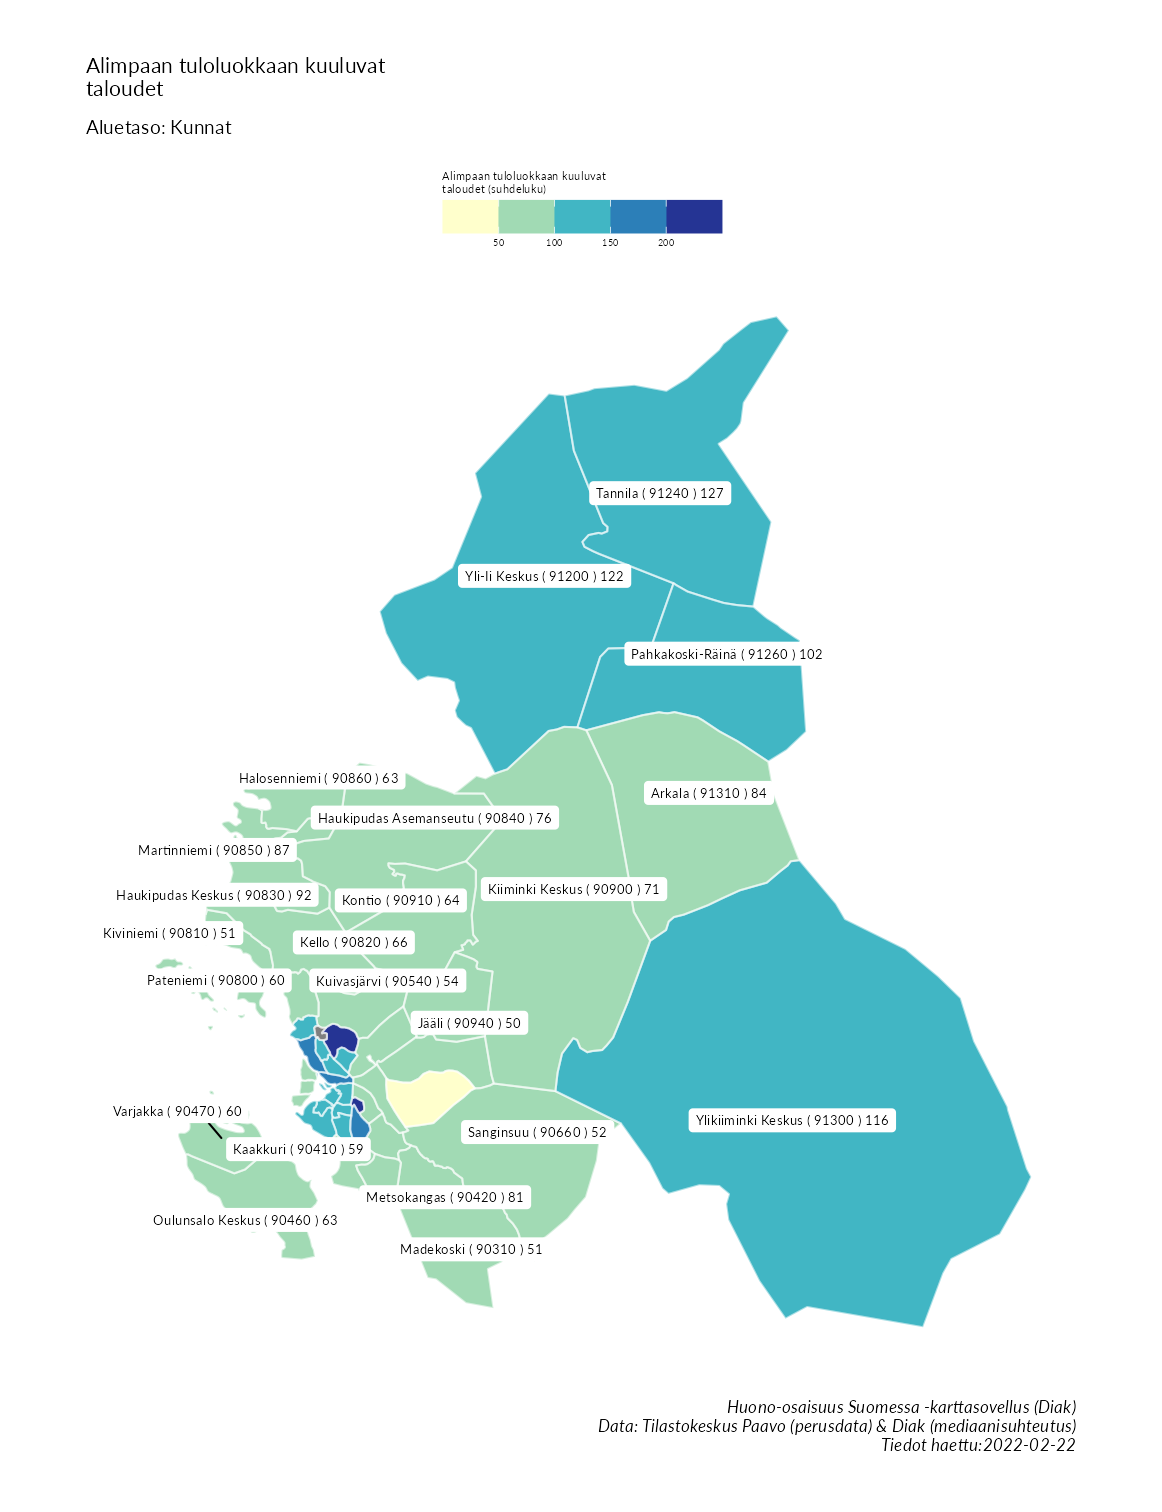 Alimpaan tuloluokkaan kuuluvat
taloudet
Aluetaso: Kunnat
Alimpaan tuloluokkaan kuuluvat
taloudet (suhdeluku)
50 100 150 200
Tannila ( 91240 ) 127
Yli-Ii Keskus ( 91200 ) 122
Pahkakoski-Räinä ( 91260 ) 102
Halosenniemi ( 90860 ) 63
Arkala ( 91310 ) 84
Haukipudas Asemanseutu ( 90840 ) 76
Martinniemi ( 90850 ) 87
Kiiminki Keskus ( 90900 ) 71
Haukipudas Keskus ( 90830 ) 92
Kontio ( 90910 ) 64
Kiviniemi ( 90810 ) 51
Kello ( 90820 ) 66
Pateniemi ( 90800 ) 60
Kuivasjärvi ( 90540 ) 54
Jääli ( 90940 ) 50
Varjakka ( 90470 ) 60
Ylikiiminki Keskus ( 91300 ) 116
Sanginsuu ( 90660 ) 52
Kaakkuri ( 90410 ) 59
Metsokangas ( 90420 ) 81
Oulunsalo Keskus ( 90460 ) 63
Madekoski ( 90310 ) 51
Huono-osaisuus Suomessa -karttasovellus (Diak)
Data: Tilastokeskus Paavo (perusdata) & Diak (mediaanisuhteutus)
Tiedot haettu:2022-02-22